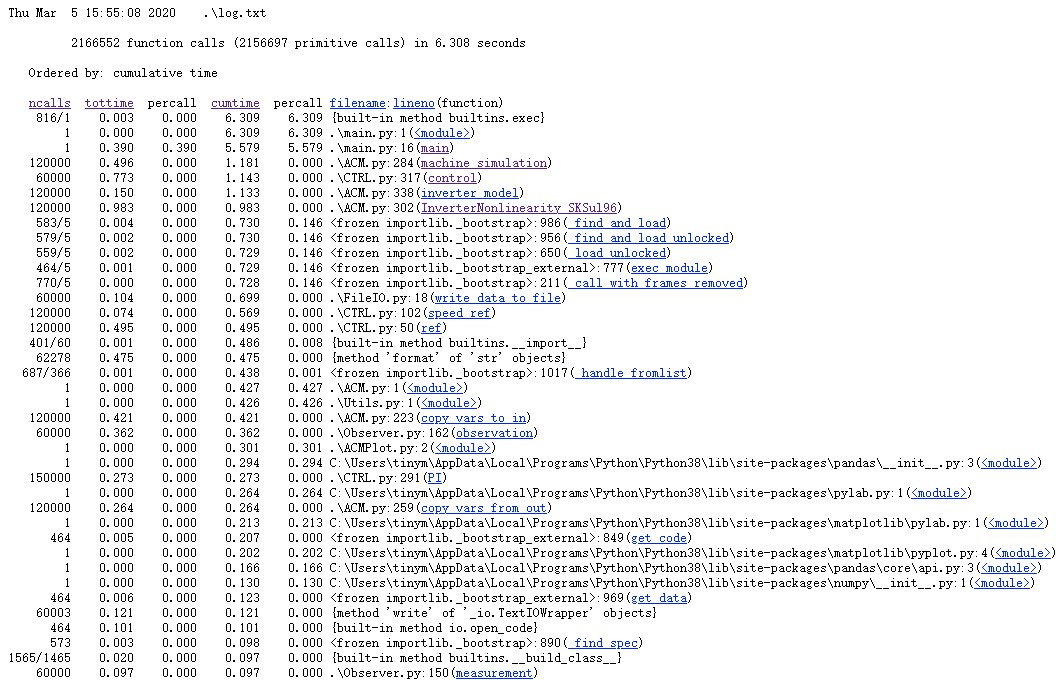 Thu Mar  5 15:55:08 2020    .\log.txt
2166552 function calls (2156697 primitive calls) in 6.308 seconds
Ordered by: cumulative time
ncalls  tottime  percall  cumtime  percall filename:lineno(function)
816/1    0.003    0.000    6.309    6.309 {built-in method builtins.exec}
1    0.000    0.000    6.309    6.309 .\main.py:1(<module>)
1    0.390    0.390    5.579    5.579 .\main.py:16(main)
120000    0.496    0.000    1.181    0.000 .\ACM.py:284(machine_simulation)
60000    0.773    0.000    1.143    0.000 .\CTRL.py:317(control)
120000    0.150    0.000    1.133    0.000 .\ACM.py:338(inverter_model)
120000    0.983    0.000    0.983    0.000 .\ACM.py:302(InverterNonlinearity_SKSul96)
583/5    0.004    0.000    0.730    0.146 <frozen importlib._bootstrap>:986(_find_and_load)
579/5    0.002    0.000    0.730    0.146 <frozen importlib._bootstrap>:956(_find_and_load_unlocked)
559/5    0.002    0.000    0.729    0.146 <frozen importlib._bootstrap>:650(_load_unlocked)
464/5    0.001    0.000    0.729    0.146 <frozen importlib._bootstrap_external>:777(exec_module)
770/5    0.000    0.000    0.728    0.146 <frozen importlib._bootstrap>:211(_call_with_frames_removed)
60000    0.104    0.000    0.699    0.000 .\FileIO.py:18(write_data_to_file)
120000    0.074    0.000    0.569    0.000 .\CTRL.py:102(speed_ref)
120000    0.495    0.000    0.495    0.000 .\CTRL.py:50(ref)
401/60    0.001    0.000    0.486    0.008 {built-in method builtins.__import__}
62278    0.475    0.000    0.475    0.000 {method 'format' of 'str' objects}
687/366    0.001    0.000    0.438    0.001 <frozen importlib._bootstrap>:1017(_handle_fromlist)
1    0.000    0.000    0.427    0.427 .\ACM.py:1(<module>)
1    0.000    0.000    0.426    0.426 .\Utils.py:1(<module>)
120000    0.421    0.000    0.421    0.000 .\ACM.py:223(copy_vars_to_in)
60000    0.362    0.000    0.362    0.000 .\Observer.py:162(observation)
1    0.000    0.000    0.301    0.301 .\ACMPlot.py:2(<module>)
1    0.000    0.000    0.294    0.294 C:\Users\tinym\AppData\Local\Programs\Python\Python38\lib\site-packages\pandas\__init__.py:3(<module>)
150000    0.273    0.000    0.273    0.000 .\CTRL.py:291(PI)
1    0.000    0.000    0.264    0.264 C:\Users\tinym\AppData\Local\Programs\Python\Python38\lib\site-packages\pylab.py:1(<module>)
120000    0.264    0.000    0.264    0.000 .\ACM.py:259(copy_vars_from_out)
1    0.000    0.000    0.213    0.213 C:\Users\tinym\AppData\Local\Programs\Python\Python38\lib\site-packages\matplotlib\pylab.py:1(<module>)
464    0.005    0.000    0.207    0.000 <frozen importlib._bootstrap_external>:849(get_code)
1    0.000    0.000    0.202    0.202 C:\Users\tinym\AppData\Local\Programs\Python\Python38\lib\site-packages\matplotlib\pyplot.py:4(<module>)
1    0.000    0.000    0.166    0.166 C:\Users\tinym\AppData\Local\Programs\Python\Python38\lib\site-packages\pandas\core\api.py:3(<module>)
1    0.000    0.000    0.130    0.130 C:\Users\tinym\AppData\Local\Programs\Python\Python38\lib\site-packages\numpy\__init__.py:1(<module>)
464    0.006    0.000    0.123    0.000 <frozen importlib._bootstrap_external>:969(get_data)
60003    0.121    0.000    0.121    0.000 {method 'write' of '_io.TextIOWrapper' objects}
464    0.101    0.000    0.101    0.000 {built-in method io.open_code}
573    0.003    0.000    0.098    0.000 <frozen importlib._bootstrap>:890(_find_spec)
1565/1465    0.020    0.000    0.097    0.000 {built-in method builtins.__build_class__}
60000    0.097    0.000    0.097    0.000 .\Observer.py:150(measurement)